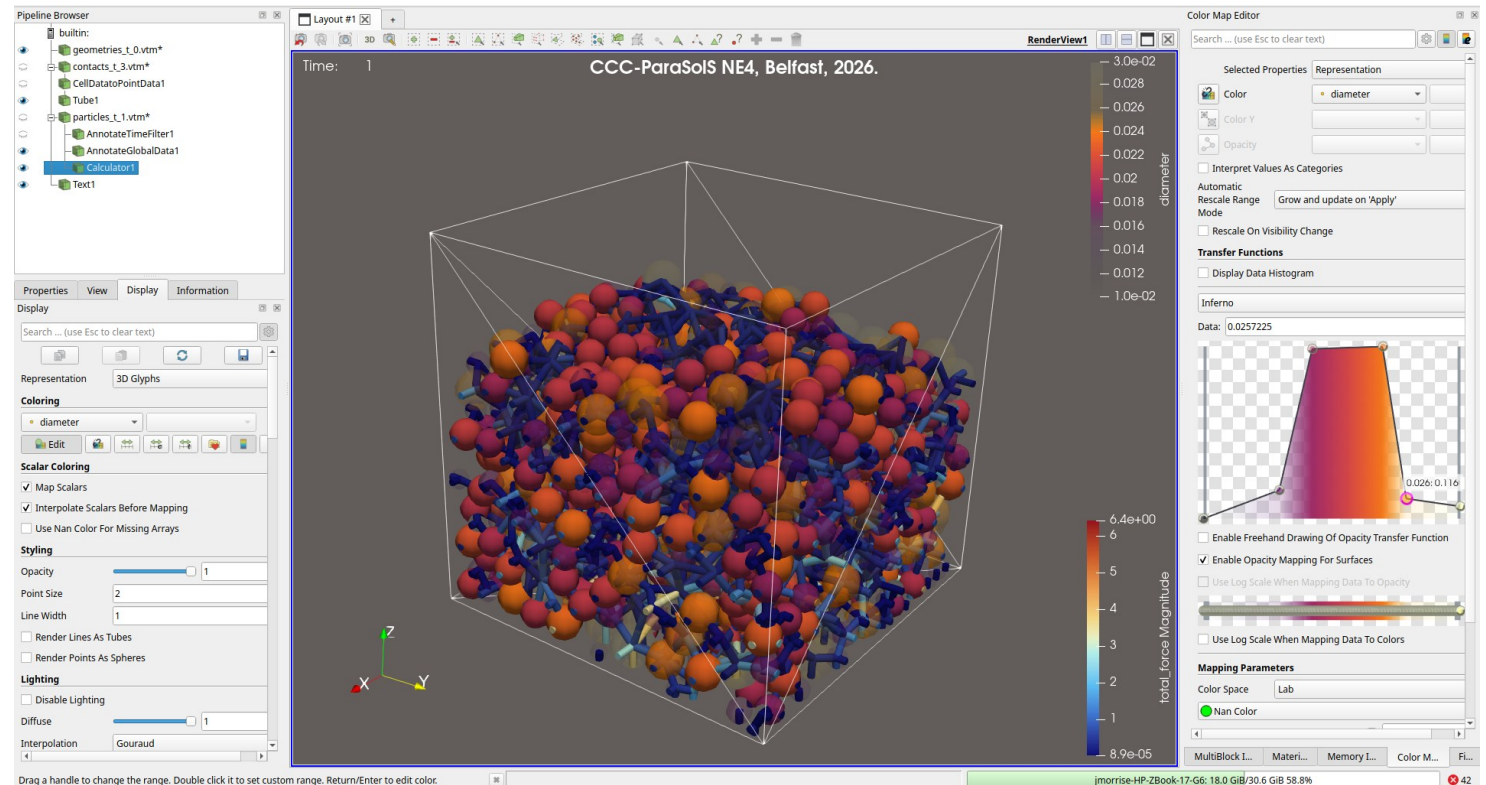 Pipeline Browser
builtin:
geometries_t_0.vtm*
contacts_t_3.vtm*
CellDatatoPointData1
Tube1
particles_t_1.vtm*
AnnotateTimeFilter1
AnnotateGlobalData1
Calculator1
Text1
Properties View Display Information
Display
Search ... (use Esc to clear text)
Representation 3D Glyphs
Coloring
diameter
Edit
Scalar Coloring
Map Scalars
Interpolate Scalars Before Mapping
Use Nan Color For Missing Arrays
Styling
Opacity 1
Point Size 2
Line Width 1
Render Lines As Tubes
Render Points As Spheres
Lighting
Disable Lighting
Diffuse 1
Interpolation Gouraud
Drag a handle to change the range. Double click it to set custom range. Return/Enter to edit color.
Layout #1 +
3D
RenderView1
Time: 1
CCC-ParaSolS NE4, Belfast, 2026.
3.0e-02
0.028
0.026
0.024
0.022
0.02
0.018
0.016
0.014
0.012
1.0e-02
diameter
6.4e+00
6
5
4
3
2
1
8.9e-05
total_force Magnitude
Z
X
Y
Color Map Editor
Search ... (use Esc to clear text)
Selected Properties Representation
Color diameter
Color Y
Opacity
Interpret Values As Categories
Automatic
Rescale Range Grow and update on 'Apply'
Mode
Rescale On Visibility Change
Transfer Functions
Display Data Histogram
Inferno
Data: 0.0257225
0.026: 0.116
Enable Freehand Drawing Of Opacity Transfer Function
Enable Opacity Mapping For Surfaces
Use Log Scale When Mapping Data To Opacity
Use Log Scale When Mapping Data To Colors
Mapping Parameters
Color Space Lab
Nan Color
MultiBlock I... Materi... Memory I... Color M... Fi...
jmorrise-HP-ZBook-17-G6: 18.0 GiB/30.6 GiB 58.8%
42